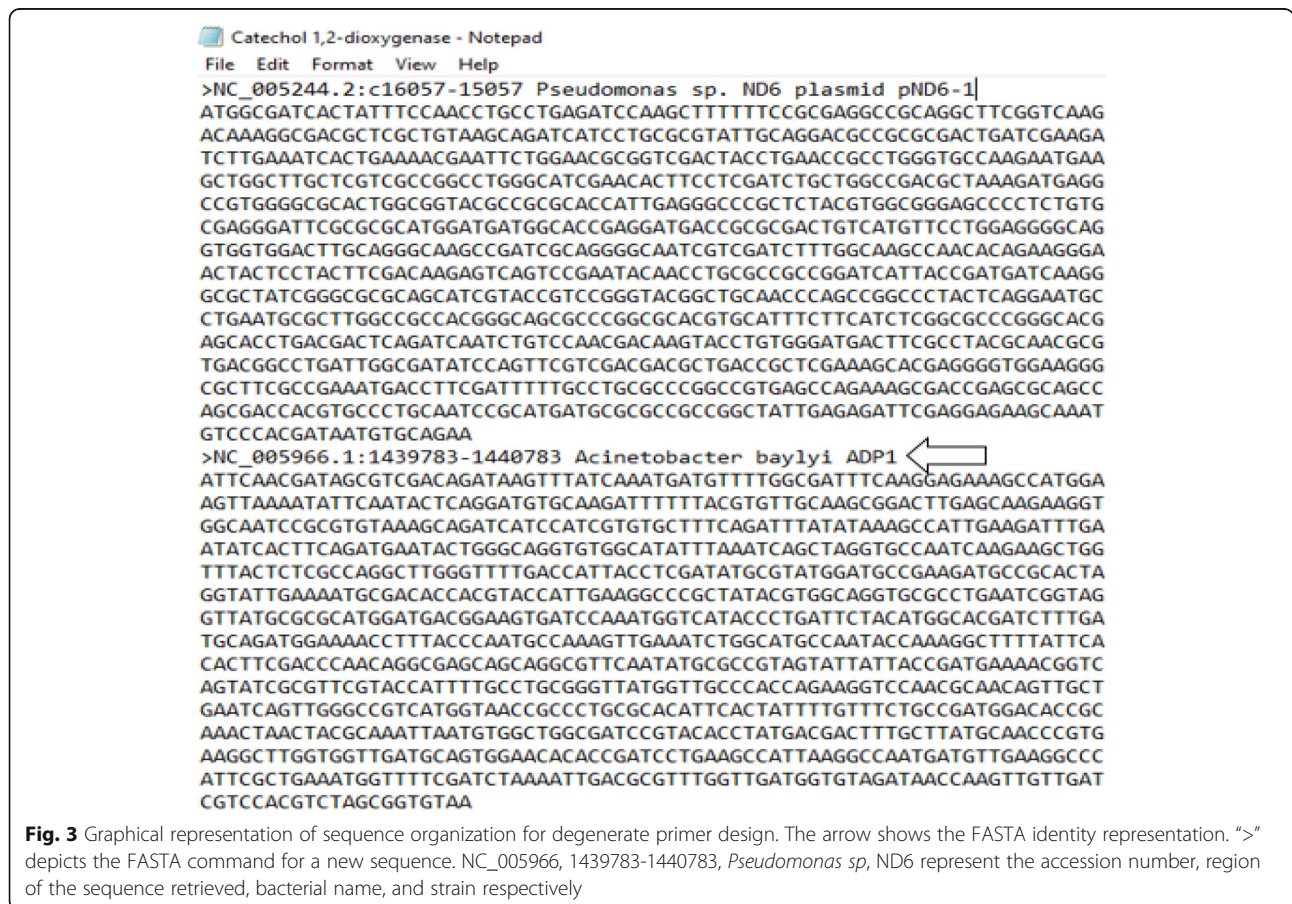 Catechol 1,2-dioxygenase - Notepad
File Edit Format View Help
>NC_005244.2:c16057-15057 Pseudomonas sp. ND6 plasmid pND6-1
ATGGCGATCACTATTTCCAACCTGCCTGAGATCCAAGCTTTTTTCCGCGAGGCCGCAGGCTTCGGTCAAG
ACAAAGGCGACGCTCGCTGTAAGCAGATCATCCTGCGCGTATTGCAGGACGCCGCGCGACTGATCGAAGA
TCTTGAAATCACTGAAAACGAATTCTGGAACGCGGTCGACTACCTGAACCGCCTGGGTGCCAAGAATGAA
GCTGGCTTGCTCGTCGCCGGCCTGGGCATCGAACACTTCCTCGATCTGCTGGCCGACGCTAAAGATGAGG
CCGTGGGGCGCACTGGCGGTACGCCGCGCACCATTGAGGGCCCGCTCTACGTGGCGGGAGCCCCTCTGTG
CGAGGGATTCGCGCGCATGGATGATGGCACCGAGGATGACCGCGCGACTGTCATGTTCCTGGAGGGGCAG
GTGGTGGACTTGCAGGGCAAGCCGATCGCAGGGGCAATCGTCGATCTTTGGCAAGCCAACACAGAAGGGA
ACTACTCCTACTTCGACAAGAGTCAGTCCGAATACAACCTGCGCCGCCGGATCATTACCGATGATCAAGG
GCGCTATCGGGCGCGCAGCATCGTACCGTCCGGGTACGGCTGCAACCCAGCCGGCCCTACTCAGGAATGC
CTGAATGCGCTTGGCCGCCACGGGCAGCGCCCGGCGCACGTGCATTTCTTCATCTCGGCGCCCGGGCACG
AGCACCTGACGACTCAGATCAATCTGTCCAACGACAAGTACCTGTGGGATGACTTCGCCTACGCAACGCG
TGACGGCCTGATTGGCGATATCCAGTTCGTCGACGACGCTGACCGCTCGAAAGCACGAGGGGTGGAAGGG
CGCTTCGCCGAAATGACCTTCGATTTTTGCCTGCGCCCGGCCGTGAGCCAGAAAGCGACCGAGCGCAGCC
AGCGACCACGTGCCCTGCAATCCGCATGATGCGCGCCGCCGGCTATTGAGAGATTCGAGGAGAAGCAAAT
GTCCCACGATAATGTGCAGAA
>NC_005966.1:1439783-1440783 Acinetobacter baylyi ADP1
ATTCAACGATAGCGTCGACAGATAAGTTTATCAAATGATGTTTTGGCGATTTCAAGGAGAAAGCCATGGA
AGTTAAAATATTCAATACTCAGGATGTGCAAGATTTTTTACGTGTTGCAAGCGGACTTGAGCAAGAAGGT
GGCAATCCGCGTGTAAAGCAGATCATCCATCGTGTGCTTTCAGATTTATATAAAGCCATTGAAGATTTGA
ATATCACTTCAGATGAATACTGGGCAGGTGTGGCATATTTAAATCAGCTAGGTGCCAATCAAGAAGCTGG
TTTACTCTCGCCAGGCTTGGGTTTTGACCATTACCTCGATATGCGTATGGATGCCGAAGATGCCGCACTA
GGTATTGAAAATGCGACACCACGTACCATTGAAGGCCCGCTATACGTGGCAGGTGCGCCTGAATCGGTAG
GTTATGCGCGCATGGATGACGGAAGTGATCCAAATGGTCATACCCTGATTCTACATGGCACGATCTTTGA
TGCAGATGGAAAACCTTTACCCAATGCCAAAGTTGAAATCTGGCATGCCAATACCAAAGGCTTTTATTCA
CACTTCGACCCAACAGGCGAGCAGCAGGCGTTCAATATGCGCCGTAGTATTATTACCGATGAAAACGGTC
AGTATCGCGTTCGTACCATTTTGCCTGCGGGTTATGGTTGCCCACCAGAAGGTCCAACGCAACAGTTGCT
GAATCAGTTGGGCCGTCATGGTAACCGCCCTGCGCACATTCACTATTTTGTTTCTGCCGATGGACACCGC
AAACTAACTACGCAAATTAATGTGGCTGGCGATCCGTACACCTATGACGACTTTGCTTATGCAACCCGTG
AAGGCTTGGTGGTTGATGCAGTGGAACACACCGATCCTGAAGCCATTAAGGCCAATGATGTTGAAGGCCC
ATTCGCTGAAATGGTTTTCGATCTAAAATTGACGCGTTTGGTTGATGGTGTAGATAACCAAGTTGTTGAT
CGTCCACGTCTAGCGGTGTAA
Fig. 3 Graphical representation of sequence organization for degenerate primer design. The arrow shows the FASTA identity representation. “>”
depicts the FASTA command for a new sequence. NC_005966, 1439783-1440783, Pseudomonas sp, ND6 represent the accession number, region
of the sequence retrieved, bacterial name, and strain respectively